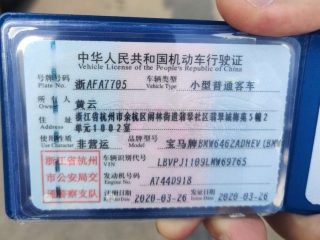 中华人民共和国机动车行驶证
Vehicle License of the People's Republic of China
号牌号码 浙AFA7705 车辆类型 小型普通客车
Plate No. Vehicle Type
所有人 黄云
Owner
住址 浙江省杭州市余杭区闲林街道翡翠社区翡翠城梅苑5幢2
单元1002室
使用性质 非营运 品牌型号 宝马牌BMW6462ADHEV(BMW
Use Character Model
浙江省杭州 车辆识别代号 LBVPJ1109LMW69765
VIN
市公安局交 发动机号码 A7440918
Engine No.
通警察支队 注册日期 2020-03-26 发证日期 2020-03-26
Register Date Issue Date